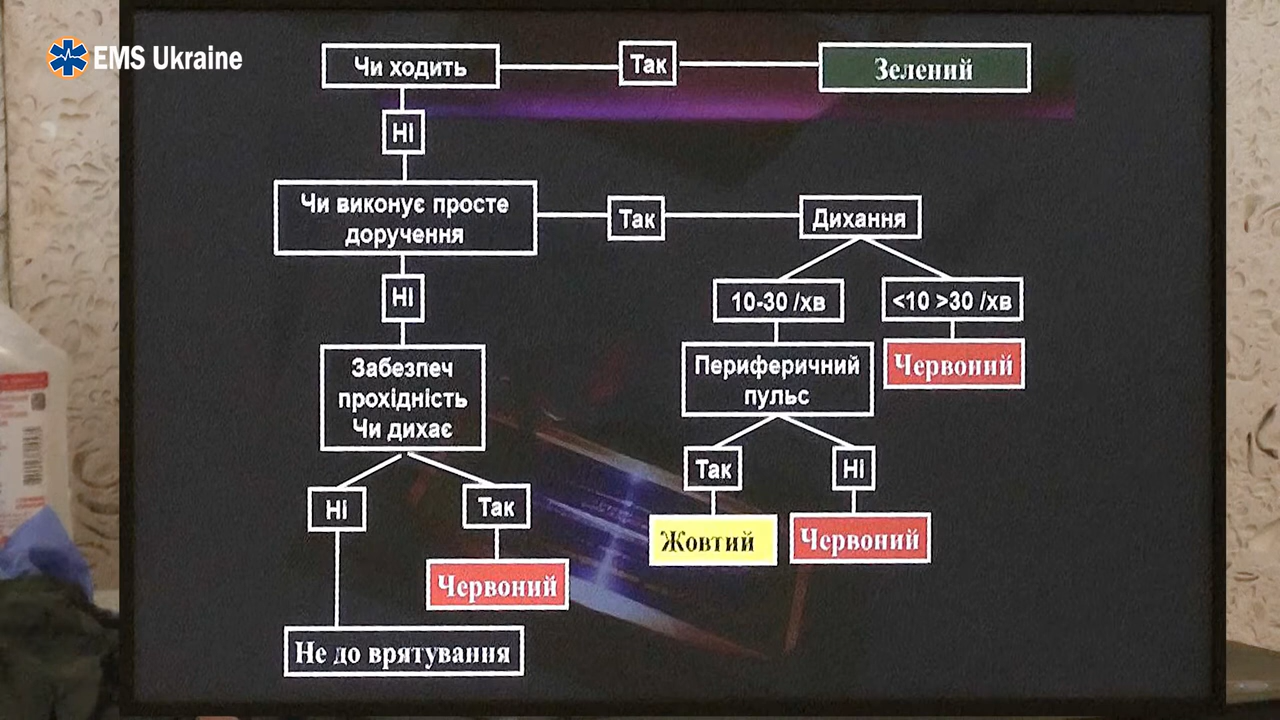 EMS Ukraine
Чи ходить
Так
Зелений
Ні
Чи виконує просте
доручення
Так
Дихання
Ні
10-30 /хв
<10 >30 /хв
Забезпеч
прохідність
Чи дихає
Периферичний
пульс
Червоний
Ні
Так
Так
Ні
Червоний
Жовтий
Червоний
Не до врятування